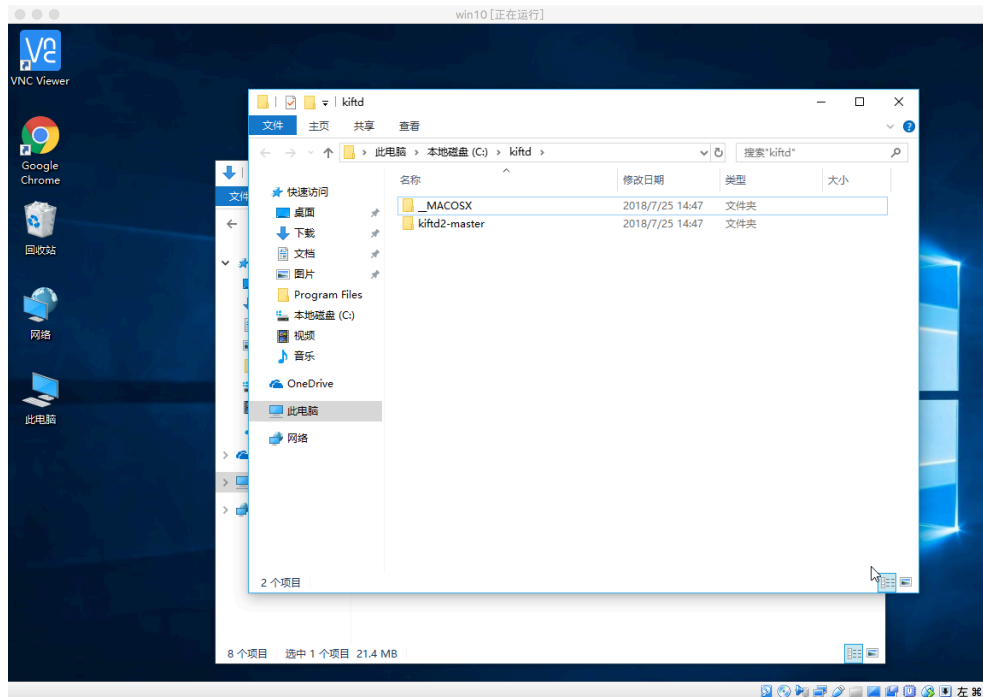 win10 [正在运行]
VNC Viewer
Google
Chrome
回收站
网络
此电脑
kiftd
文件 主页 共享 查看
此电脑 › 本地磁盘 (C:) › kiftd ›
搜索"kiftd"
名称 修改日期 类型 大小
__MACOSX 2018/7/25 14:47 文件夹
kiftd2-master 2018/7/25 14:47 文件夹
快速访问
桌面
下载
文档
图片
Program Files
本地磁盘 (C:)
视频
音乐
OneDrive
此电脑
网络
2 个项目
文件
8 个项目 选中 1 个项目 21.4 MB
左 ⌘